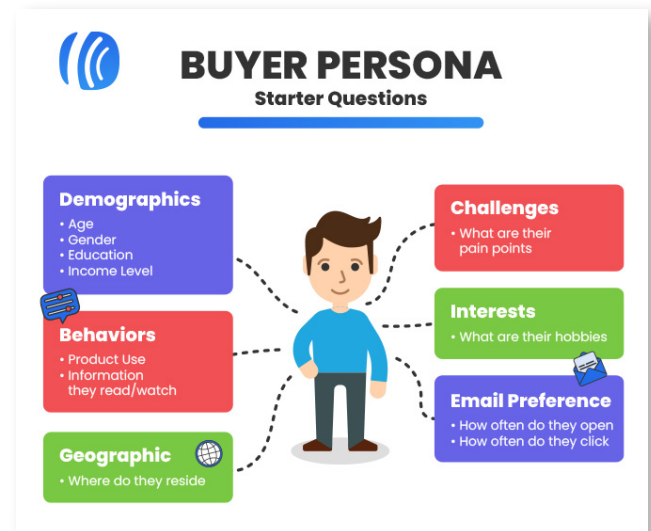 BUYER PERSONA
Starter Questions
Demographics
• Age
• Gender
• Education
• Income Level
Behaviors
• Product Use
• Information
they read/watch
Geographic
• Where do they reside
Challenges
• What are their
pain points
Interests
• What are their hobbies
Email Preference
• How often do they open
• How often do they click